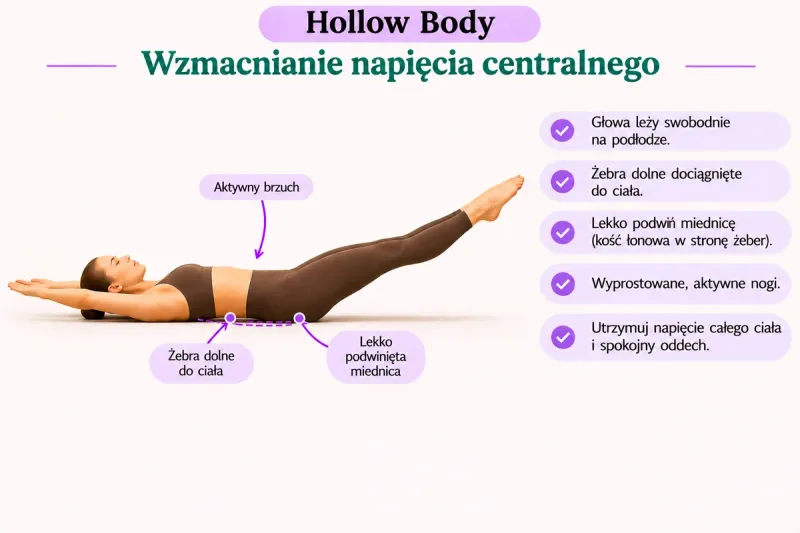 Hollow Body
Wzmacnianie napięcia centralnego
Głowa leży swobodnie
na podłodze.
Żebra dolne dociągnięte
do ciała.
Lekko podwiń miednicę
(kość łonowa w stronę żeber).
Wyprostowane, aktywne nogi.
Utrzymuj napięcie całego ciała
i spokojny oddech.
Aktywny brzuch
Żebra dolne
do ciała
Lekko
podwinięta
miednica